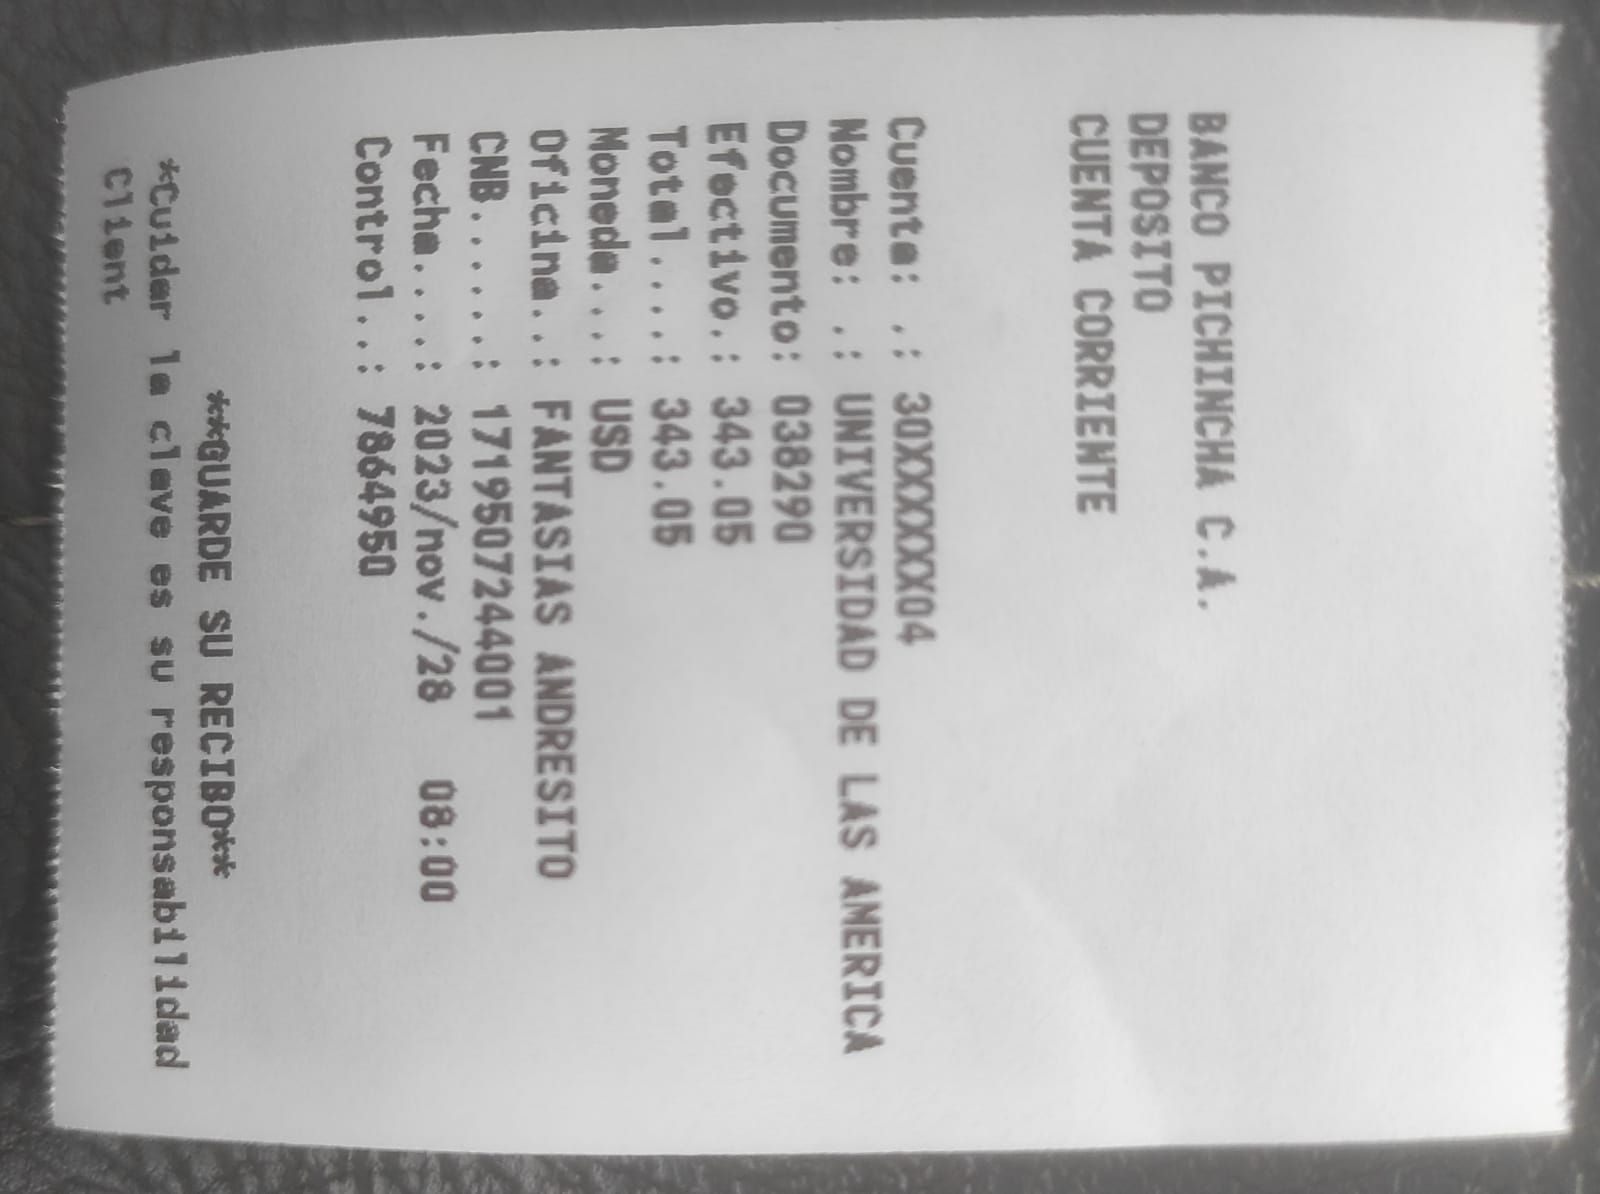 BANCO PICHINCHA C.A.
DEPOSITO
CUENTA CORRIENTE
Cuenta: .: 30XXXXXX04
Nombre: .: UNIVERSIDAD DE LAS AMERICA
Documento: 038290
Efectivo.: 343.05
Total....: 343.05
Moneda...: USD
Oficina..: FANTASIAS ANDRESITO
CNB......: 1719507244001
Fecha....: 2023/nov./28 08:00
Control..: 7864950
**GUARDE SU RECIBO**
*Cuidar la clave es su responsabilidad
Client